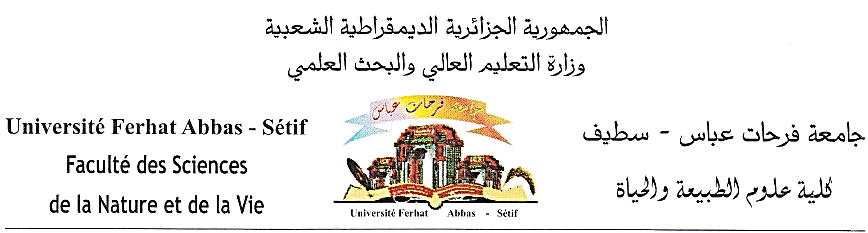 الجمهورية الجزائرية الديمقراطية الشعبية
وزارة التعليم العالي والبحث العلمي
Université Ferhat Abbas - Sétif
Faculté des Sciences
de la Nature et de la Vie
جامعة فرحات عباس
Université Ferhat Abbas - Sétif
جامعة فرحات عباس - سطيف
كلية علوم الطبيعة والحياة